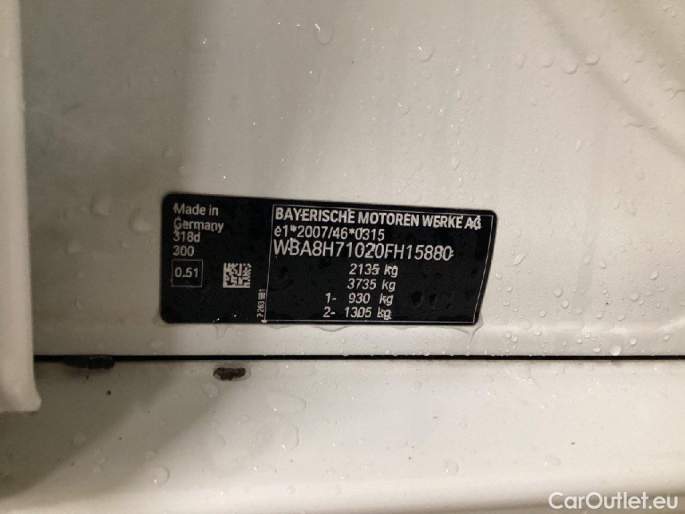 Made in
Germany
318d
300
0.51
BAYERISCHE MOTOREN WERKE AG
e1*2007/46*0315
WBA8H71020FH15880
2135 kg
3735 kg
1- 930 kg
2- 1305 kg
CarOutlet.eu